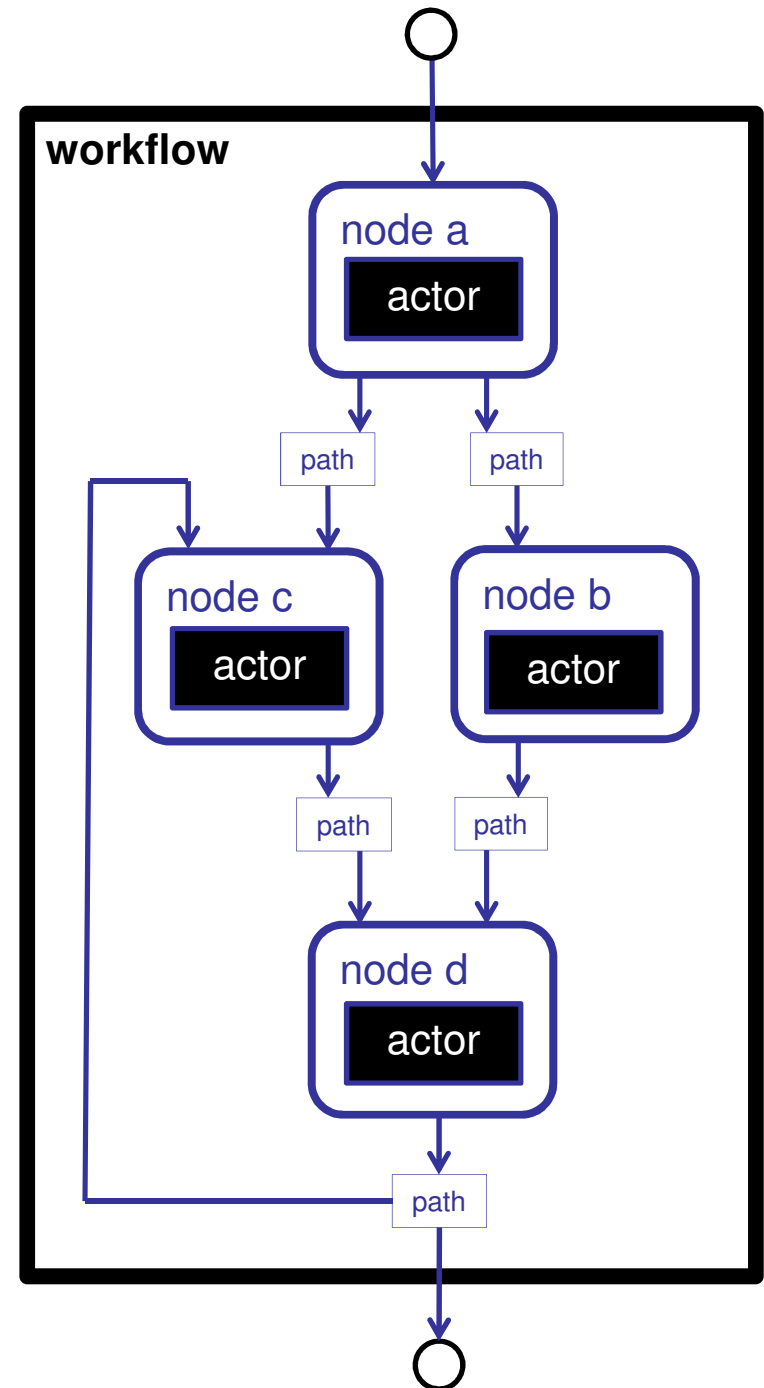 workflow
node a
actor
path
path
node c
node b
actor
actor
path
path
node d
actor
path